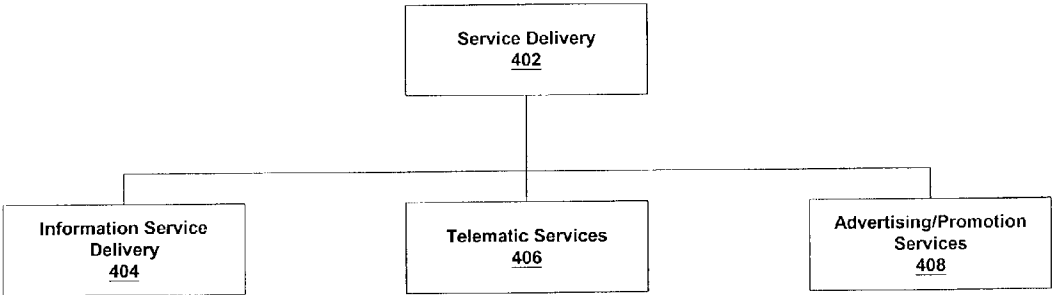 Service Delivery
402
Information Service
Delivery
404
Telematic Services
406
Advertising/Promotion
Services
408